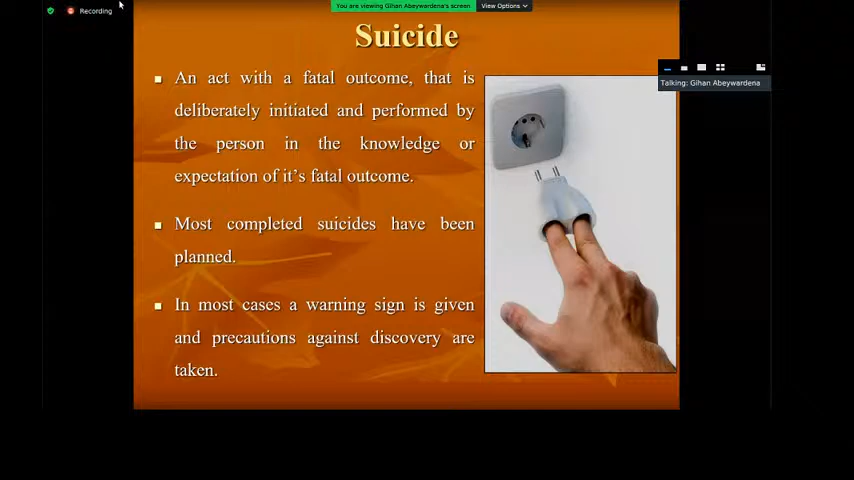 Recording
You are viewing Gihan Abeywardena's screen
View Options
Talking: Gihan Abeywardena
Suicide
An act with a fatal outcome, that is
deliberately initiated and performed by
the person in the knowledge or
expectation of it's fatal outcome.
Most completed suicides have been
planned.
In most cases a warning sign is given
and precautions against discovery are
taken.